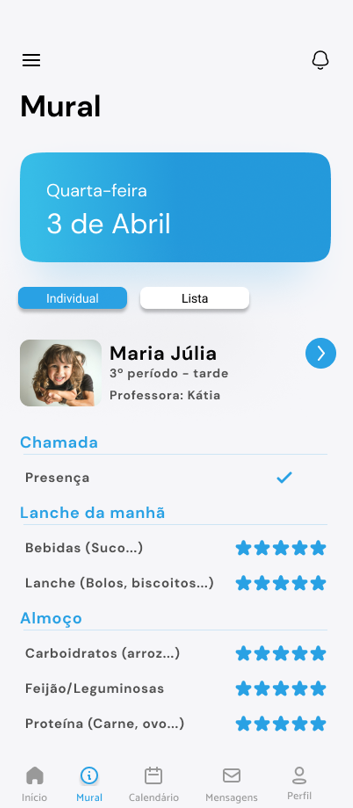 Mural
Quarta-feira
3 de Abril
Individual
Lista
Maria Júlia
3º período - tarde
Professora: Kátia
Chamada
Presença
Lanche da manhã
Bebidas (Suco...)
Lanche (Bolos, biscoitos...)
Almoço
Carboidratos (arroz...)
Feijão/Leguminosas
Proteína (Carne, ovo...)
Início
Mural
Calendário
Mensagens
Perfil